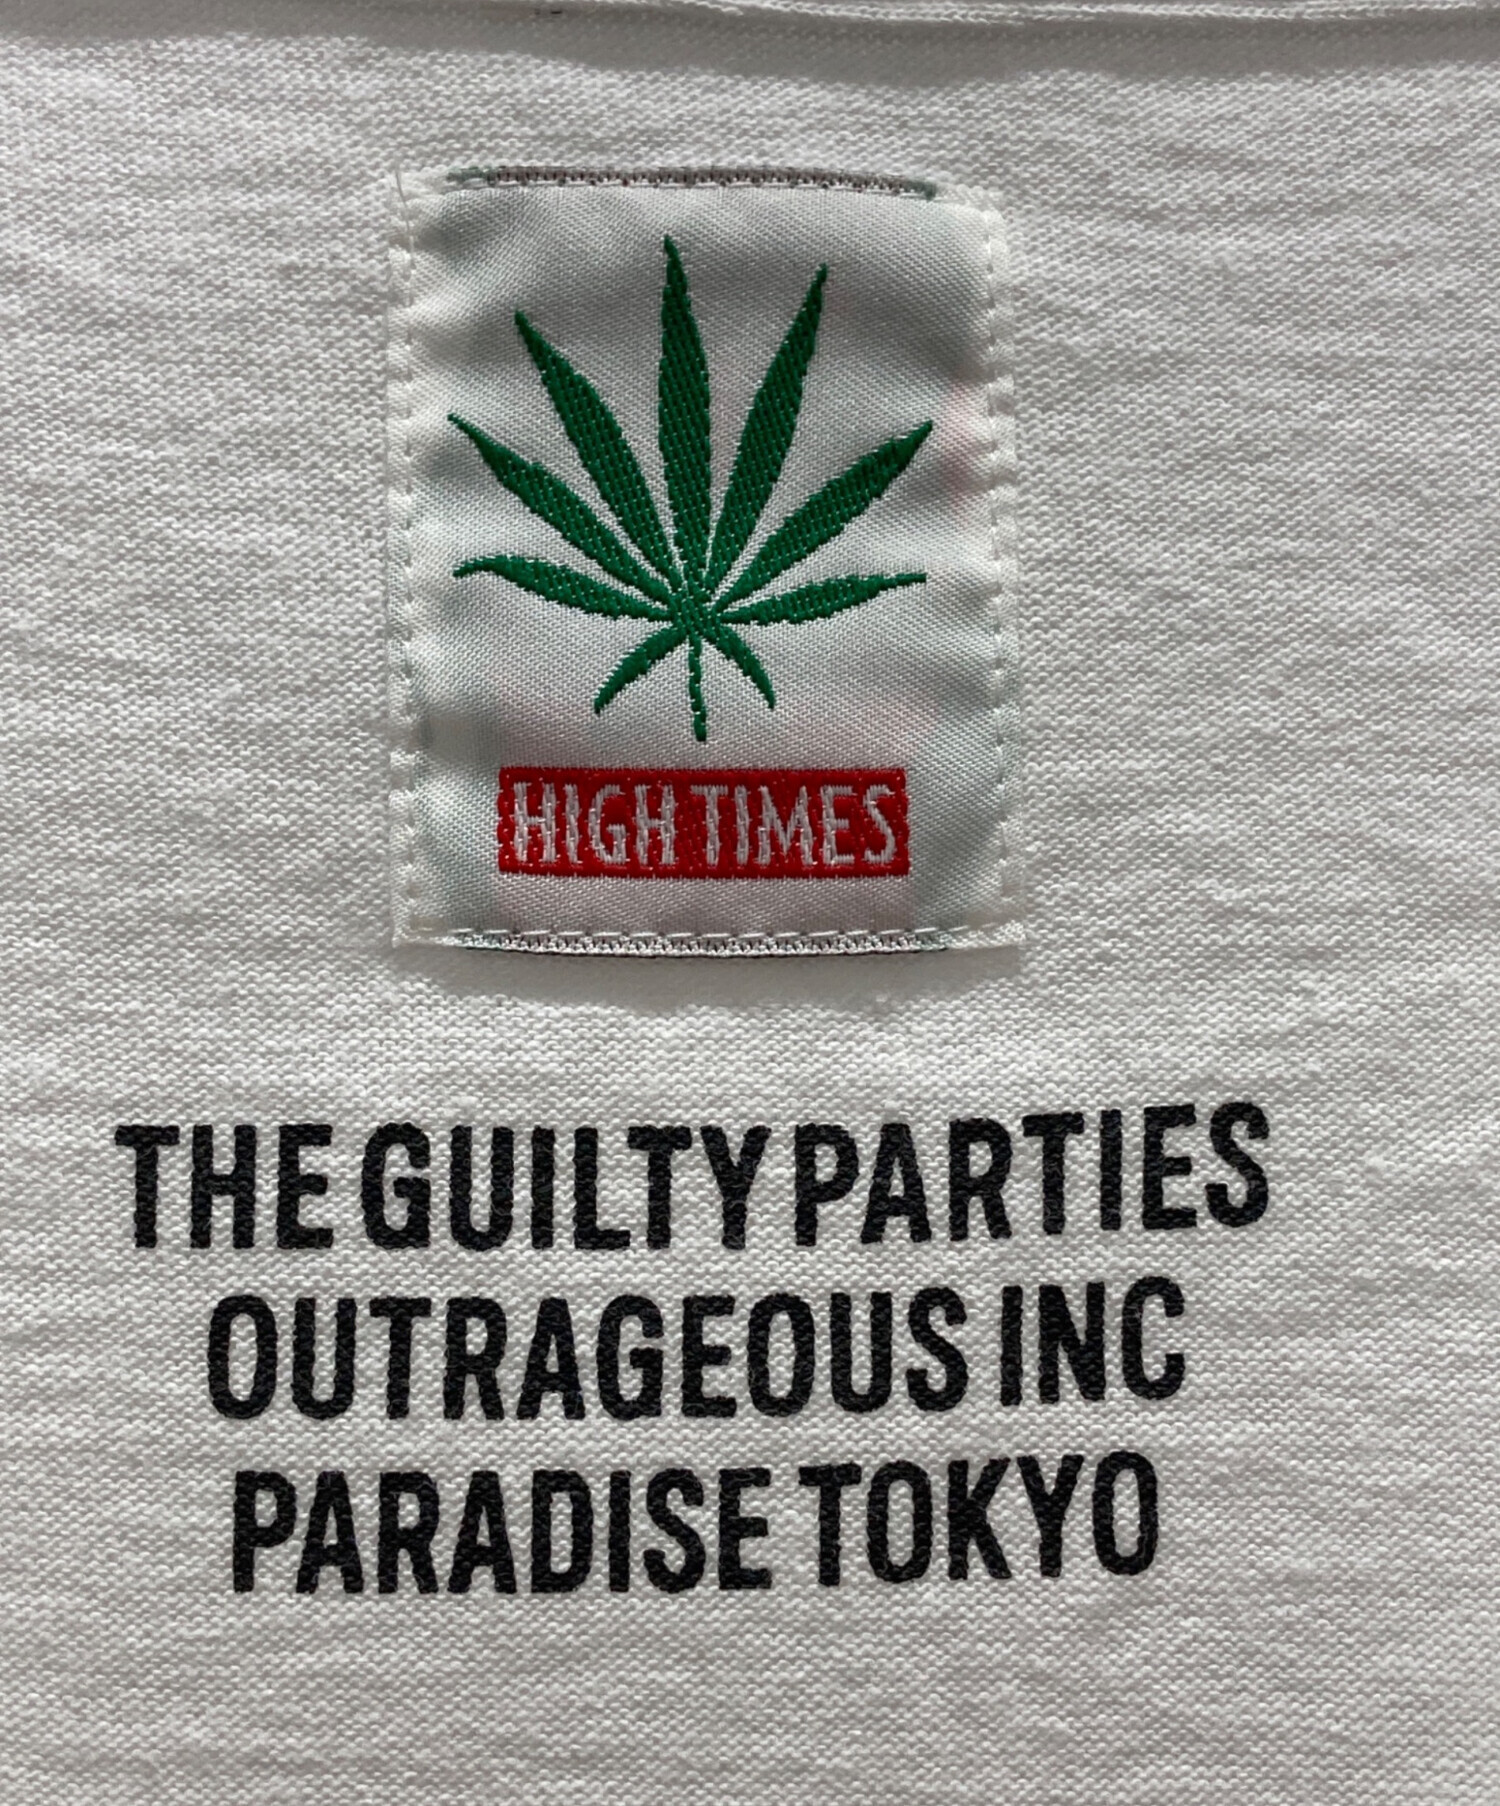 HIGH TIMES
THE GUILTY PARTIES
OUTRAGEOUS INC
PARADISE TOKYO